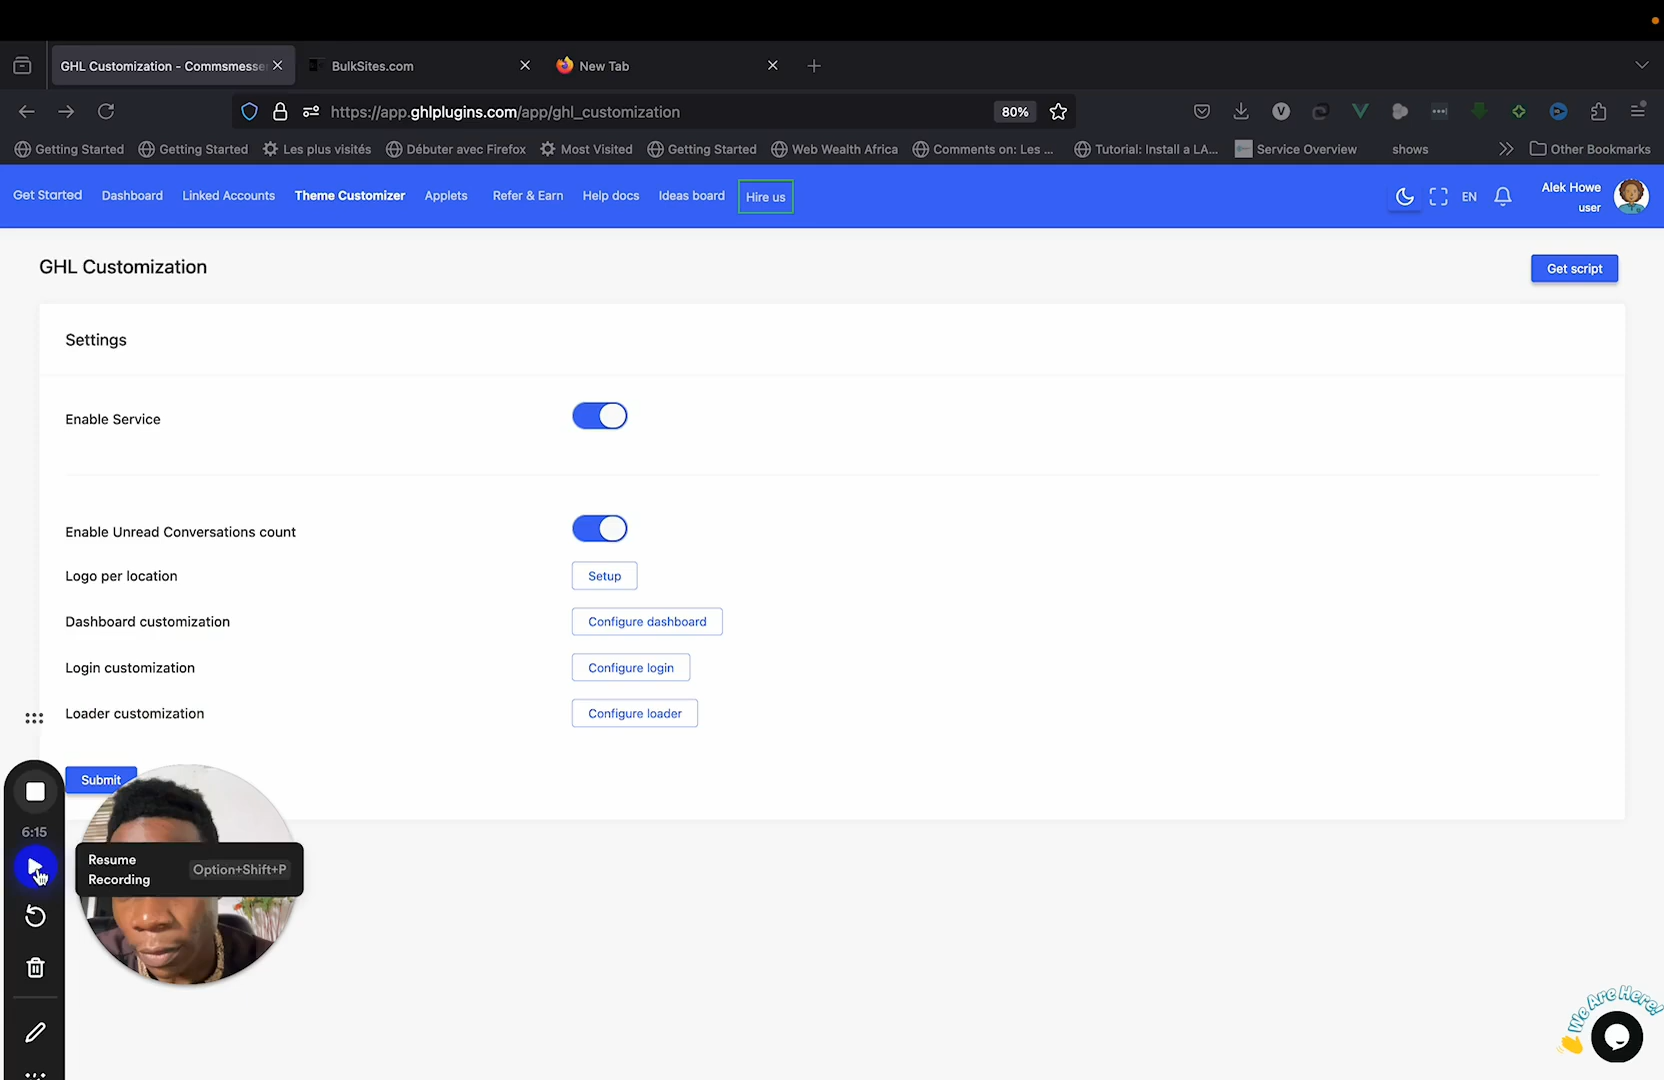 GHL Customization - Commsmesse
BulkSites.com
New Tab
https://app.ghlplugins.com/app/ghl_customization
80%
Getting Started
Getting Started
Les plus visités
Débuter avec Firefox
Most Visited
Getting Started
Web Wealth Africa
Comments on: Les ...
Tutorial: Install a LA...
Service Overview
shows
Other Bookmarks
Get Started
Dashboard
Linked Accounts
Theme Customizer
Applets
Refer & Earn
Help docs
Ideas board
Hire us
EN
Alek Howe
user
GHL Customization
Get script
Settings
Enable Service
Enable Unread Conversations count
Logo per location
Setup
Dashboard customization
Configure dashboard
Login customization
Configure login
Loader customization
Configure loader
Submit
6:15
Resume
Recording
Option+Shift+P
We Are Here!